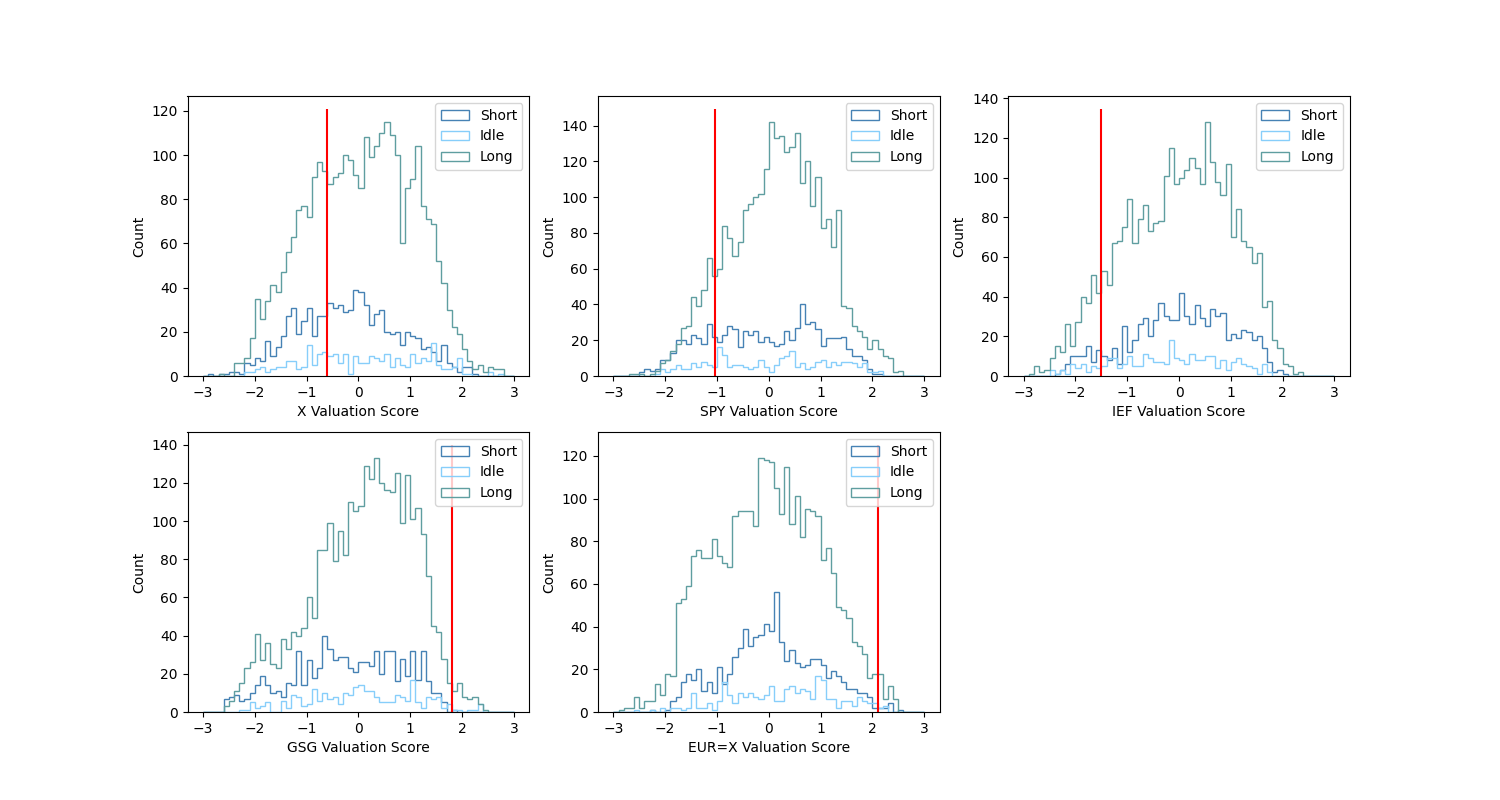 120
100
80
60
40
20
0
Count
−3 −2 −1 0 1 2 3
X Valuation Score
Short
Idle
Long
140
120
100
80
60
40
20
0
Count
−3 −2 −1 0 1 2 3
SPY Valuation Score
Short
Idle
Long
140
120
100
80
60
40
20
0
Count
−3 −2 −1 0 1 2 3
IEF Valuation Score
Short
Idle
Long
140
120
100
80
60
40
20
0
Count
−3 −2 −1 0 1 2 3
GSG Valuation Score
Short
Idle
Long
120
100
80
60
40
20
0
Count
−3 −2 −1 0 1 2 3
EUR=X Valuation Score
Short
Idle
Long